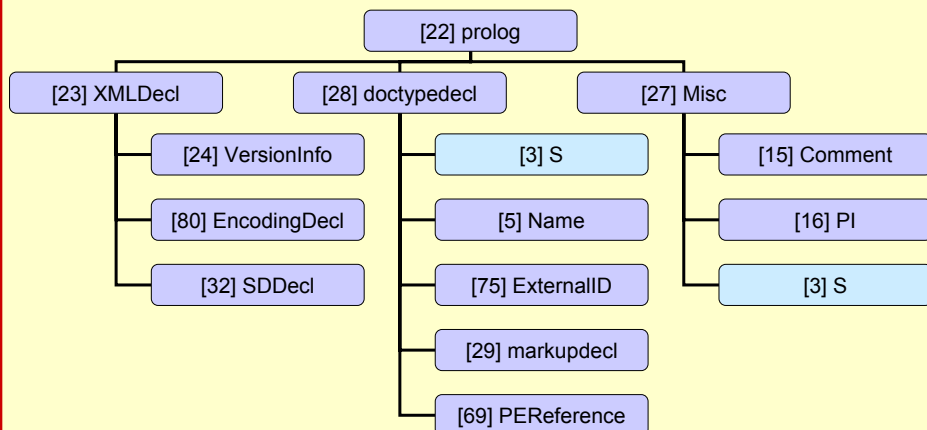 [22] prolog
[23] XMLDecl [28] doctypedecl [27] Misc
[24] VersionInfo [3] S [15] Comment
[80] EncodingDecl [5] Name [16] PI
[32] SDDecl [75] ExternalID [3] S
[29] markupdecl
[69] PEReference